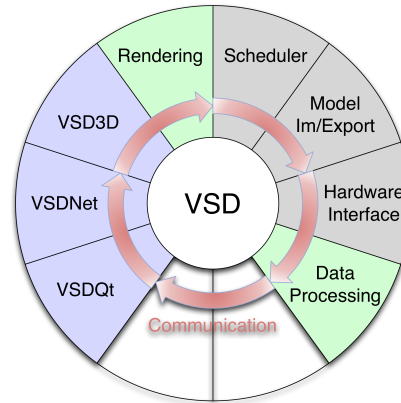 Rendering
Scheduler
Model
Im/Export
Hardware
Interface
Data
Processing
Communication
VSDQt
VSDNet
VSD3D
VSD